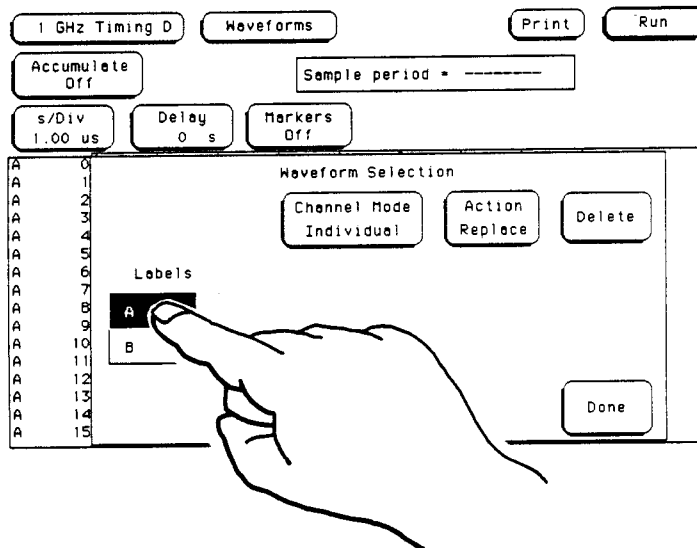 1 GHz Timing D Waveforms Print Run
Accumulate
Off
Sample period = --------
s/Div
1.00 us
Delay
0 s
Markers
Off
A 0
A 1
A 2
A 3
A 4
A 5
A 6
A 7
A 8
A 9
A 10
A 11
A 12
A 13
A 14
A 15
Waveform Selection
Channel Mode
Individual
Action
Replace
Delete
Labels
A
B
Done